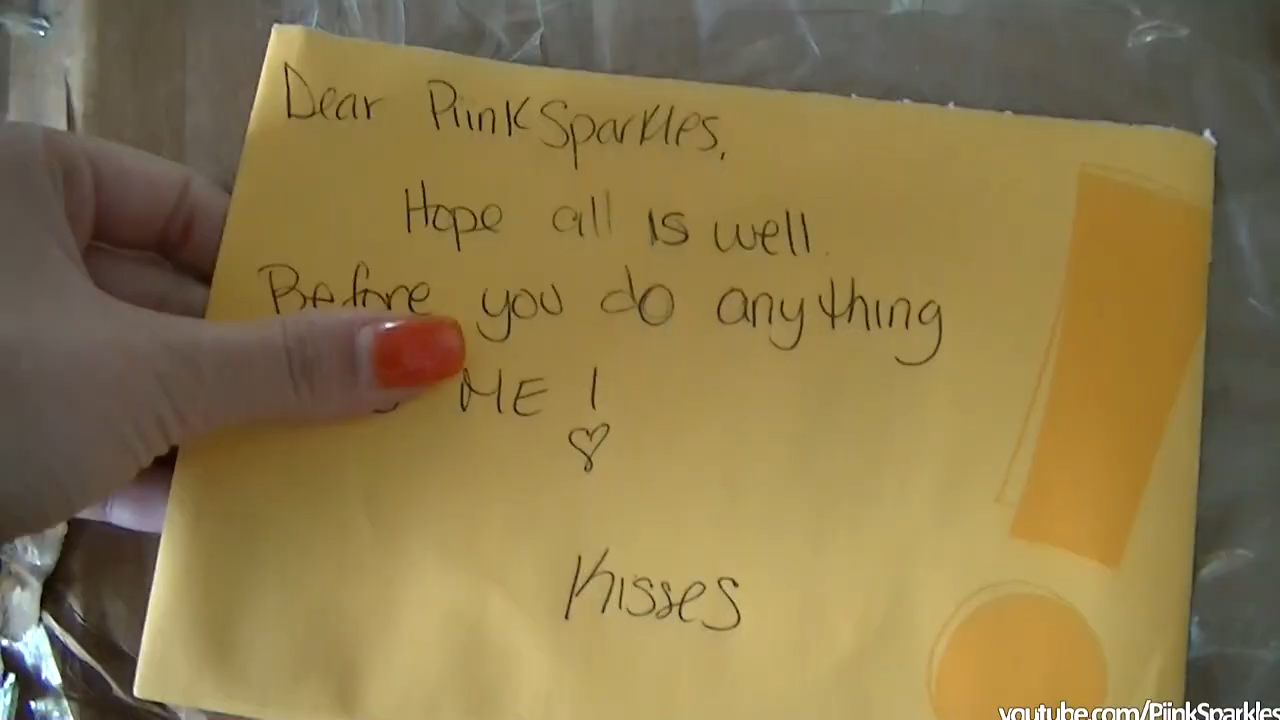 Dear PiinkSparkles,
Hope all is well.
Before you do anything
ME !
Kisses
youtube.com/PiinkSparkles